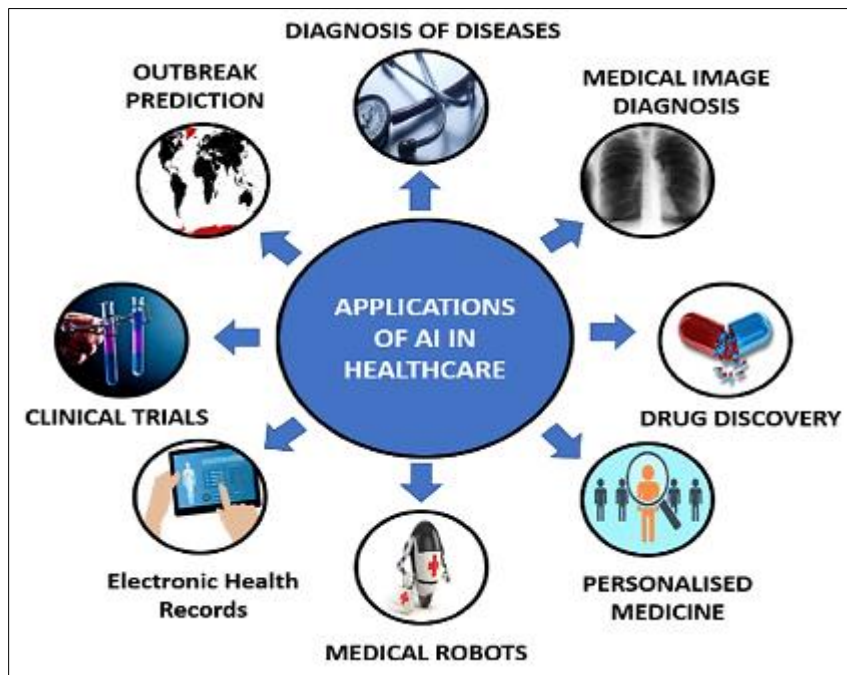 DIAGNOSIS OF DISEASES
OUTBREAK
PREDICTION
MEDICAL IMAGE
DIAGNOSIS
APPLICATIONS
OF AI IN
HEALTHCARE
CLINICAL TRIALS
DRUG DISCOVERY
Electronic Health
Records
PERSONALISED
MEDICINE
MEDICAL ROBOTS